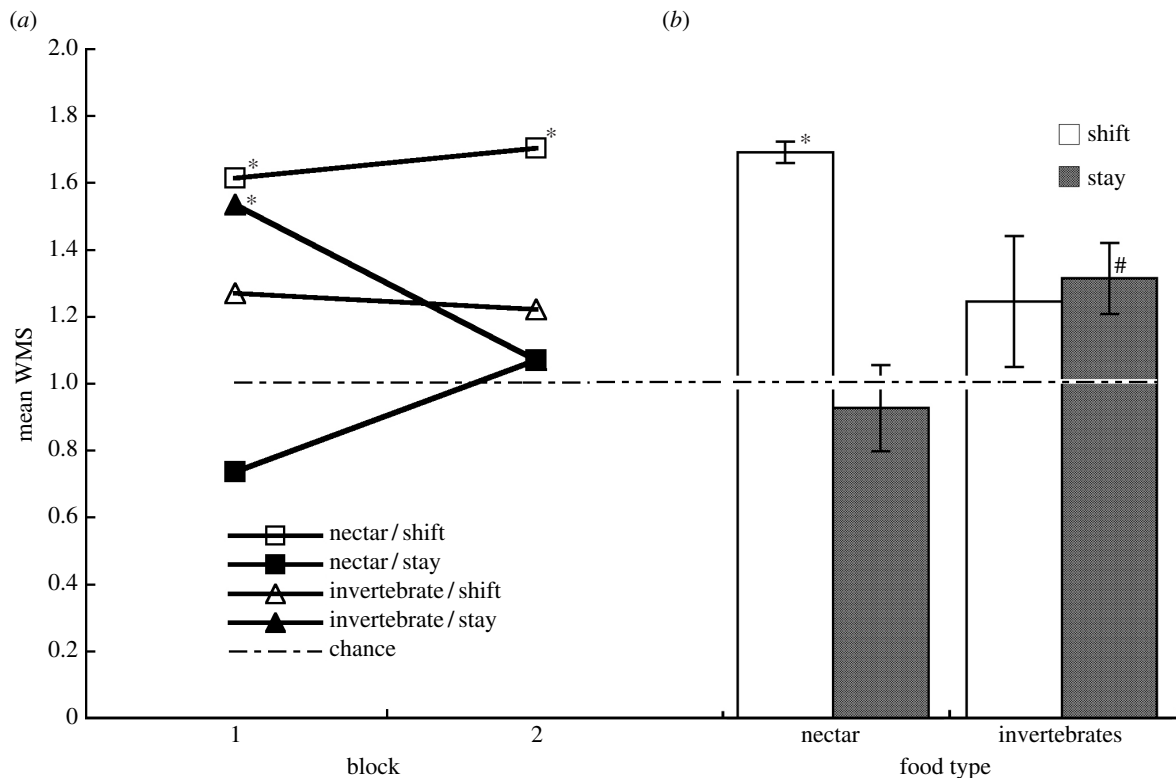 (a)
(b)
2.0
1.8
1.6
1.4
1.2
1.0
0.8
0.6
0.4
0.2
0
mean WMS
*
*
*
nectar / shift
nectar / stay
invertebrate / shift
invertebrate / stay
chance
1
2
block
shift
stay
*
#
nectar
invertebrates
food type